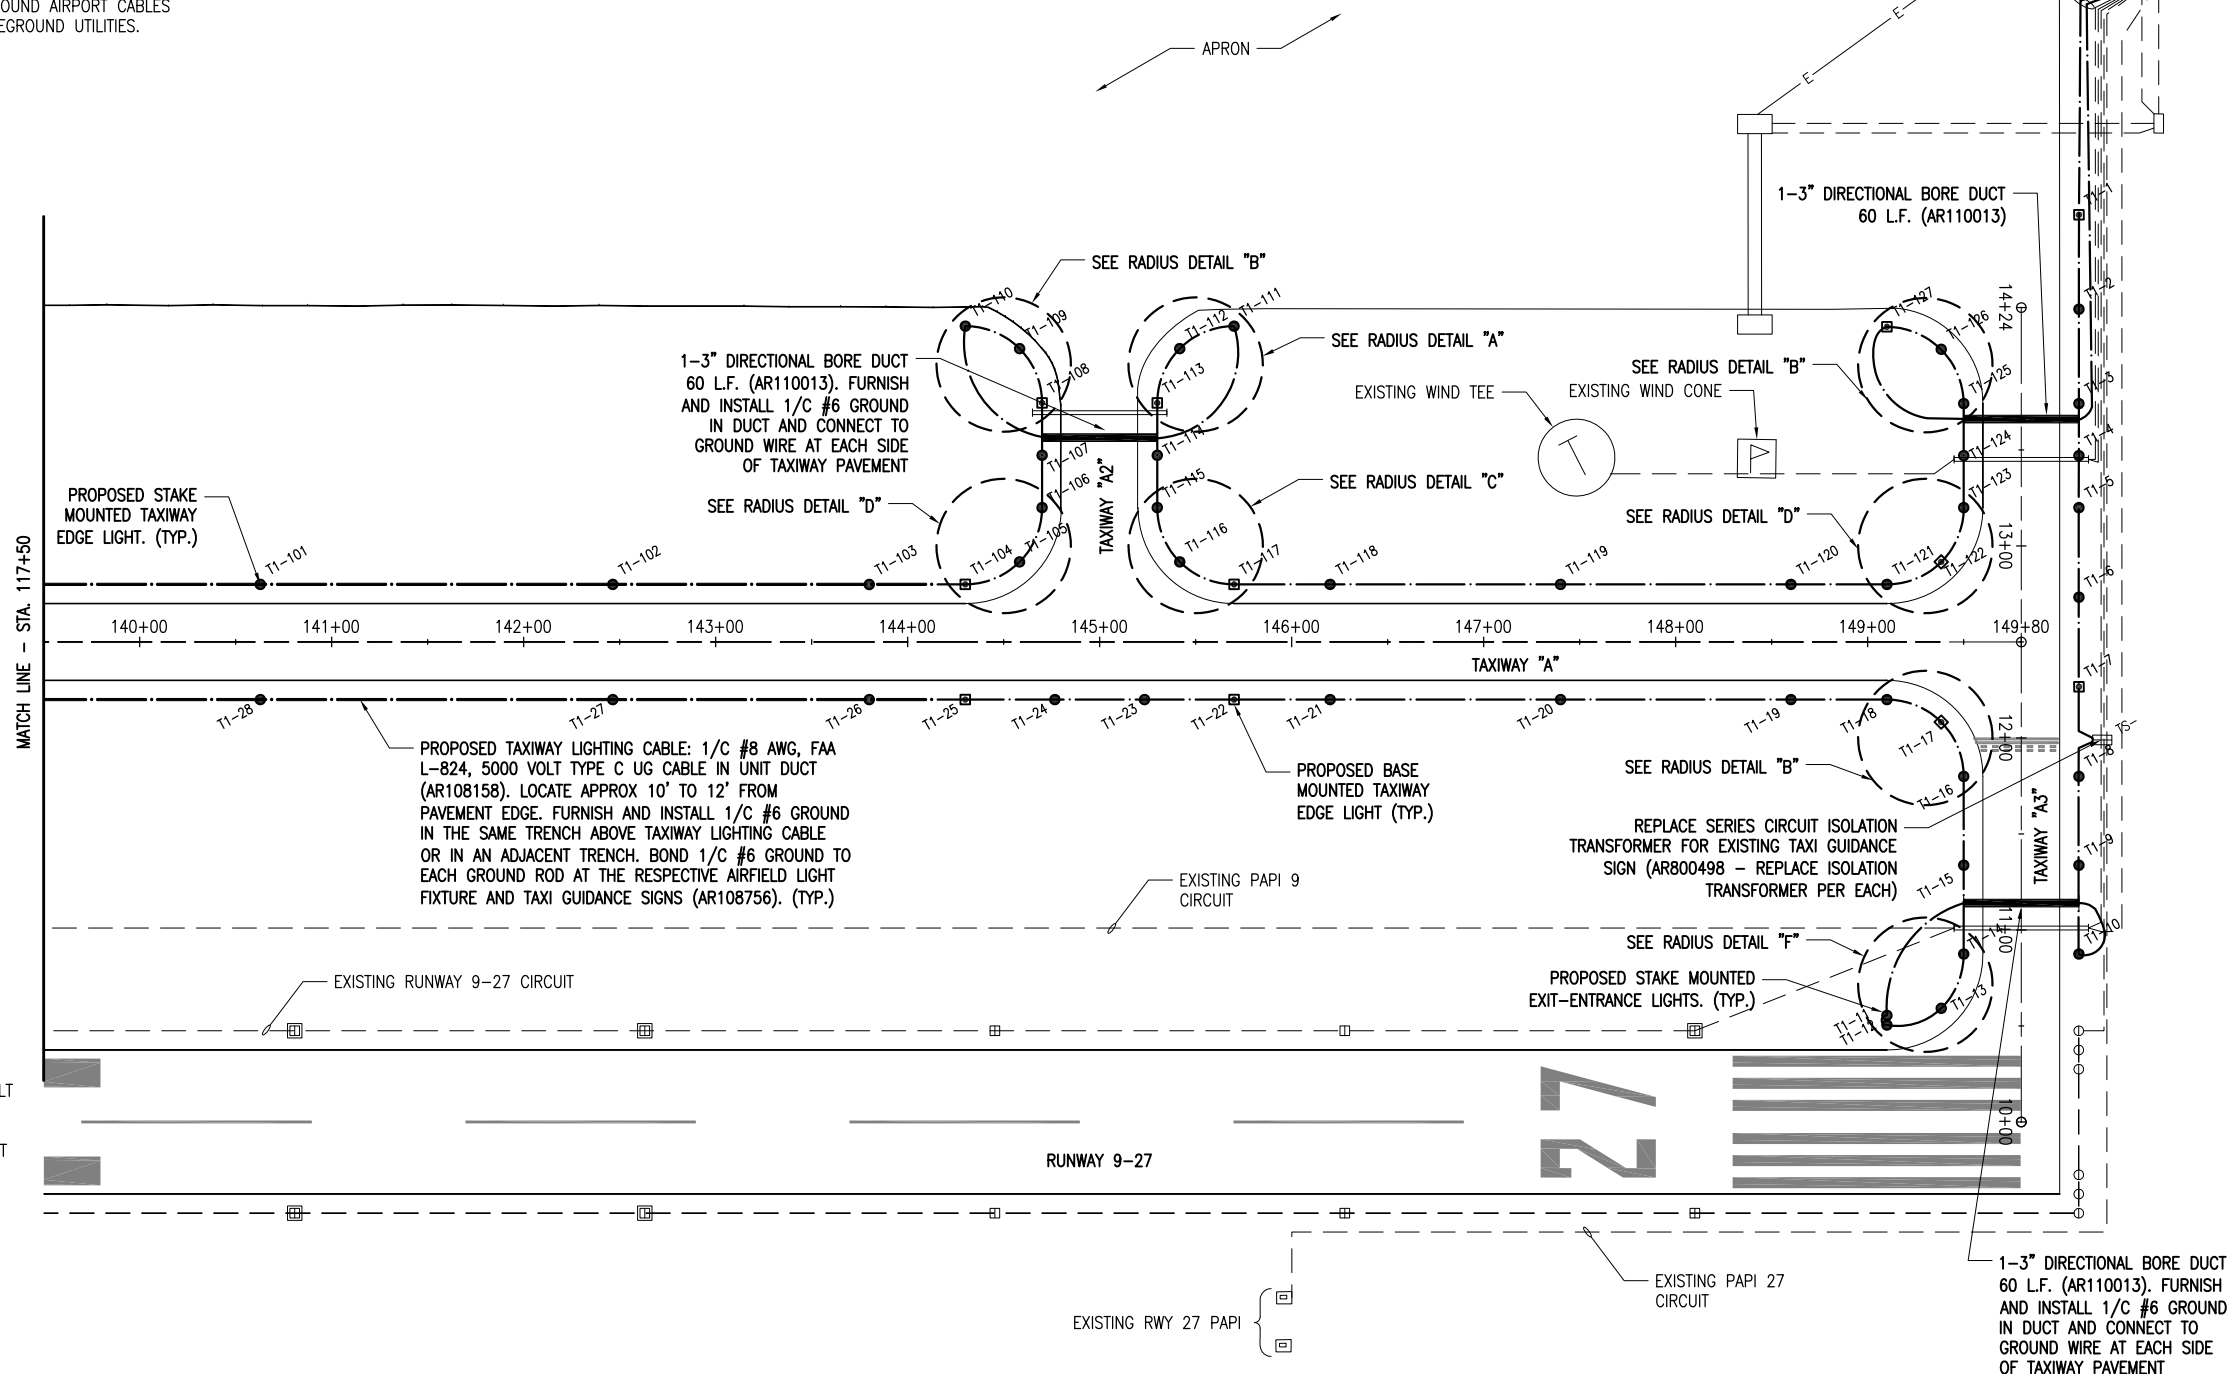 OUND AIRPORT CABLES
EGROUND UTILITIES.
APRON
E
E
1-3" DIRECTIONAL BORE DUCT
60 L.F. (AR110013)
T1-1
T1-2
T1-3
T1-4
T1-5
T1-6
T1-7
TS-
T1-8
T1-9
T1-10
SEE RADIUS DETAIL "B"
T1-110
T1-109
T1-108
T1-111
T1-112
T1-113
SEE RADIUS DETAIL "A"
1-3" DIRECTIONAL BORE DUCT
60 L.F. (AR110013). FURNISH
AND INSTALL 1/C #6 GROUND
IN DUCT AND CONNECT TO
GROUND WIRE AT EACH SIDE
OF TAXIWAY PAVEMENT
EXISTING WIND TEE
T
EXISTING WIND CONE
SEE RADIUS DETAIL "B"
T1-127
T1-126
T1-125
T1-124
T1-123
14+24
13+00
12+00
11+00
10+00
PROPOSED STAKE
MOUNTED TAXIWAY
EDGE LIGHT. (TYP.)
SEE RADIUS DETAIL "D"
T1-107
T1-106
T1-105
T1-104
TAXIWAY "A2"
T1-115
T1-116
T1-117
SEE RADIUS DETAIL "C"
SEE RADIUS DETAIL "D"
T1-101
T1-102
T1-103
T1-118
T1-119
T1-120
T1-121
T1-122
MATCH LINE - STA. 117+50
140+00
141+00
142+00
143+00
144+00
145+00
146+00
147+00
148+00
149+00
149+80
TAXIWAY "A"
T1-28
T1-27
T1-26
T1-25
T1-24
T1-23
T1-22
T1-21
T1-20
T1-19
T1-18
T1-17
T1-16
T1-15
T1-14
T1-13
T1-11
T1-12
PROPOSED TAXIWAY LIGHTING CABLE: 1/C #8 AWG, FAA
L-824, 5000 VOLT TYPE C UG CABLE IN UNIT DUCT
(AR108158). LOCATE APPROX 10' TO 12' FROM
PAVEMENT EDGE. FURNISH AND INSTALL 1/C #6 GROUND
IN THE SAME TRENCH ABOVE TAXIWAY LIGHTING CABLE
OR IN AN ADJACENT TRENCH. BOND 1/C #6 GROUND TO
EACH GROUND ROD AT THE RESPECTIVE AIRFIELD LIGHT
FIXTURE AND TAXI GUIDANCE SIGNS (AR108756). (TYP.)
PROPOSED BASE
MOUNTED TAXIWAY
EDGE LIGHT (TYP.)
SEE RADIUS DETAIL "B"
REPLACE SERIES CIRCUIT ISOLATION
TRANSFORMER FOR EXISTING TAXI GUIDANCE
SIGN (AR800498 - REPLACE ISOLATION
TRANSFORMER PER EACH)
TAXIWAY "A3"
EXISTING PAPI 9
CIRCUIT
SEE RADIUS DETAIL "F"
PROPOSED STAKE MOUNTED
EXIT-ENTRANCE LIGHTS. (TYP.)
EXISTING RUNWAY 9-27 CIRCUIT
LT
T
27
RUNWAY 9-27
EXISTING PAPI 27
CIRCUIT
EXISTING RWY 27 PAPI
1-3" DIRECTIONAL BORE DUCT
60 L.F. (AR110013). FURNISH
AND INSTALL 1/C #6 GROUND
IN DUCT AND CONNECT TO
GROUND WIRE AT EACH SIDE
OF TAXIWAY PAVEMENT